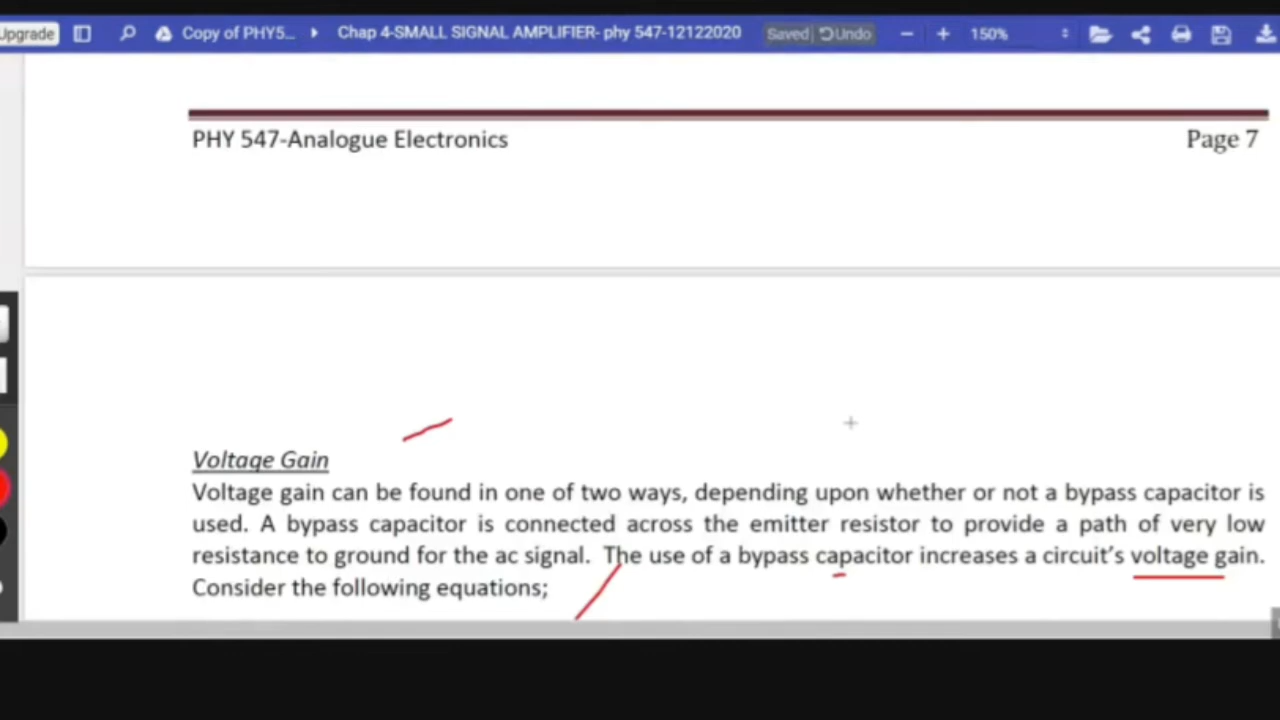 Upgrade
Copy of PHY5...
Chap 4-SMALL SIGNAL AMPLIFIER- phy 547-12122020
Saved
Undo
150%
PHY 547-Analogue Electronics
Page 7
Voltage Gain
Voltage gain can be found in one of two ways, depending upon whether or not a bypass capacitor is
used. A bypass capacitor is connected across the emitter resistor to provide a path of very low
resistance to ground for the ac signal. The use of a bypass capacitor increases a circuit's voltage gain.
Consider the following equations;